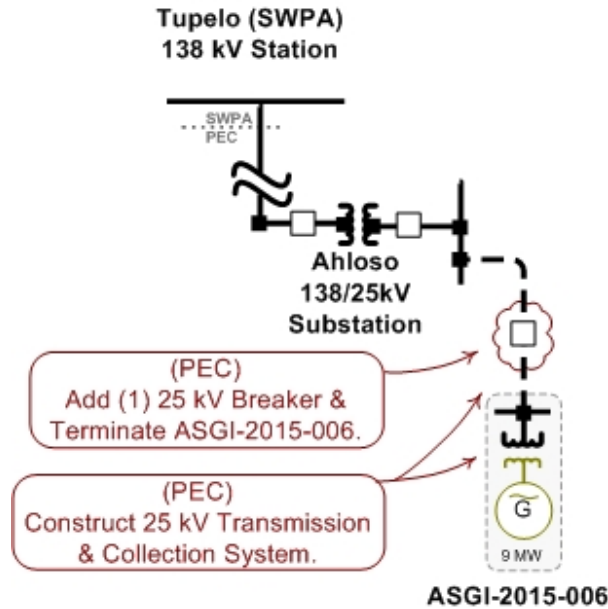 Tupelo (SWPA)
138 kV Station
SWPA
PEC
Ahloso
138/25kV
Substation
(PEC)
Add (1) 25 kV Breaker &
Terminate ASGI-2015-006.
(PEC)
Construct 25 kV Transmission
& Collection System.
G
9 MW
ASGI-2015-006